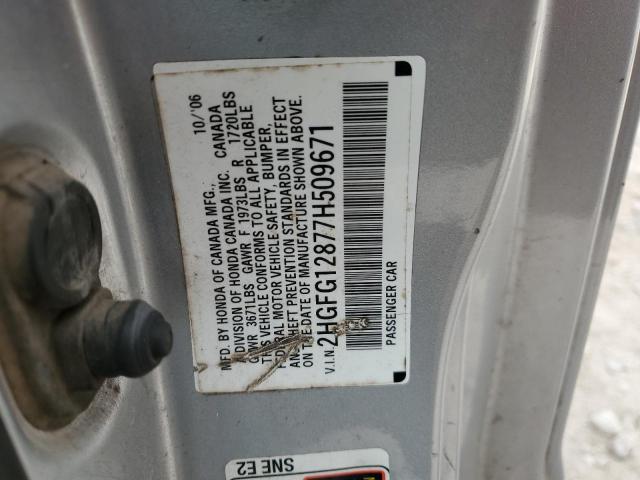 MFD. BY HONDA OF CANADA MFG., 10/'06
A DIVISION OF HONDA CANADA INC. CANADA
GVWR 3671LBS GAWR F 1973LBS R 1720LBS
THIS VEHICLE CONFORMS TO ALL APPLICABLE
FEDERAL MOTOR VEHICLE SAFETY, BUMPER,
AND THEFT PREVENTION STANDARDS IN EFFECT
ON THE DATE OF MANUFACTURE SHOWN ABOVE.
V.I.N. 2HGFG12877H509671
PASSENGER CAR
SNE E2